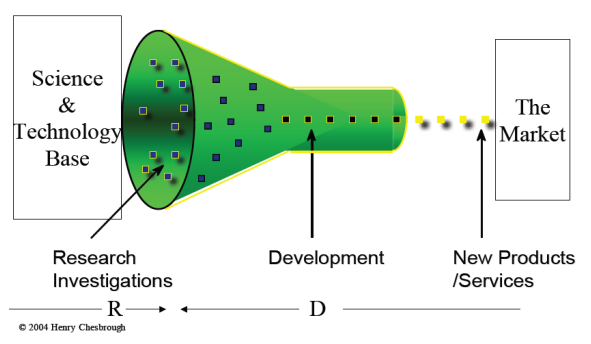 Science
&
Technology
Base
The
Market
Research
Investigations
Development
New Products
/Services
R
D
© 2004 Henry Chesbrough